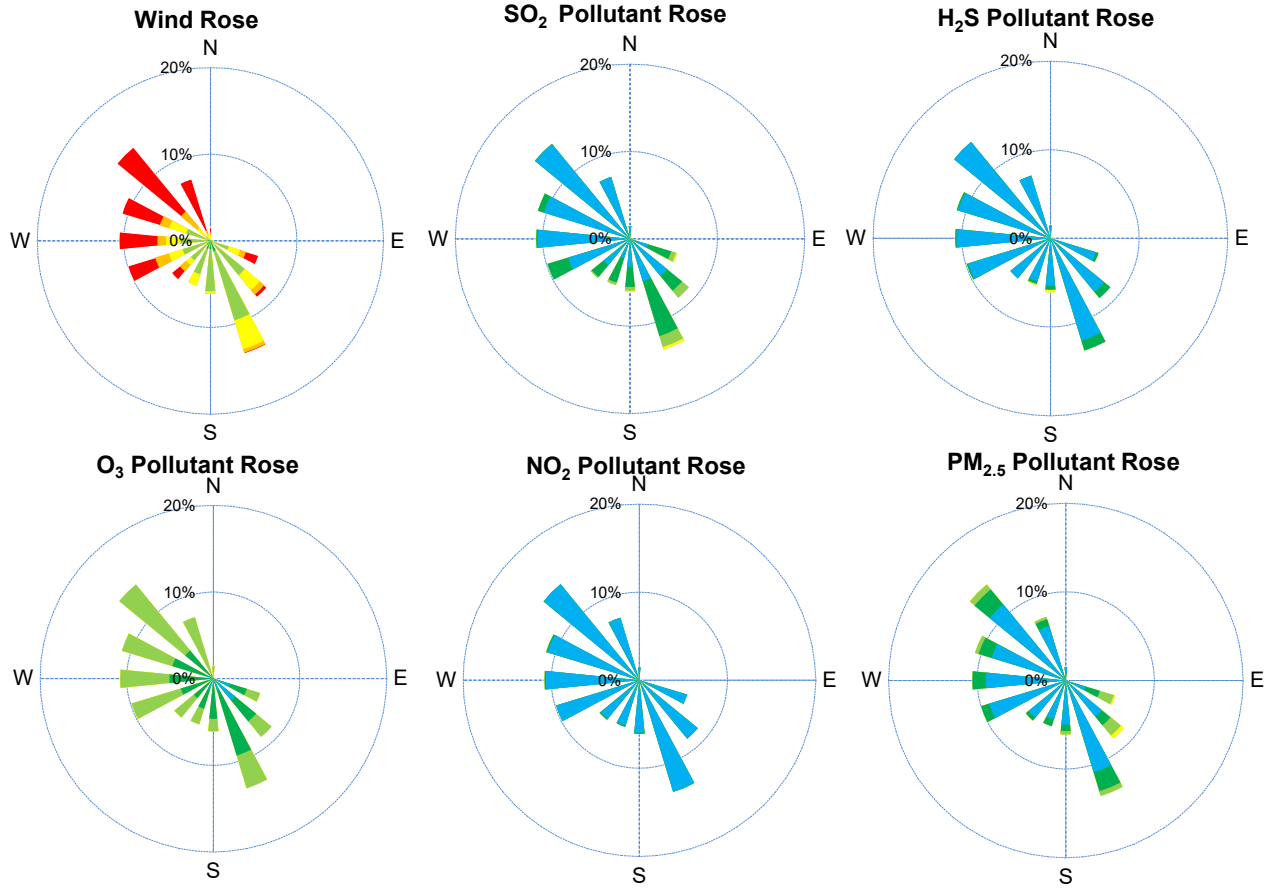 Wind Rose
N
20%
10%
0%
W
E
S
SO₂ Pollutant Rose
N
20%
10%
0%
W
E
S
H₂S Pollutant Rose
N
20%
10%
0%
W
E
S
O₃ Pollutant Rose
N
20%
10%
0%
W
E
S
NO₂ Pollutant Rose
N
20%
10%
0%
W
E
S
PM₂.₅ Pollutant Rose
N
20%
10%
0%
W
E
S